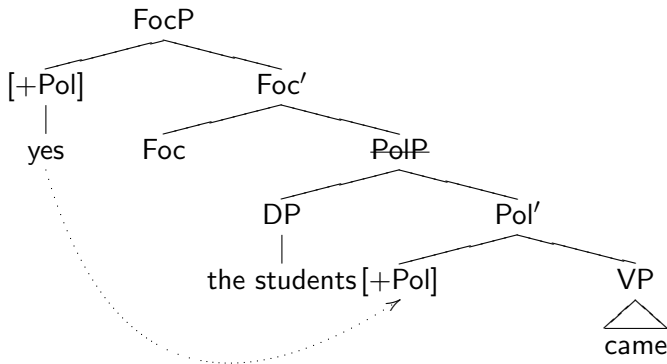 FocP
[+Pol] Foc′
yes Foc PolP
DP Pol′
the students [+Pol] VP
came